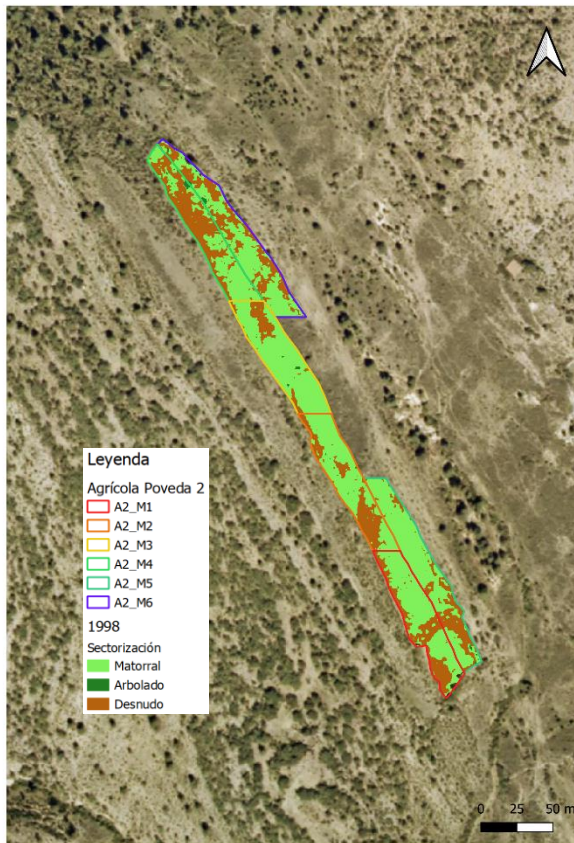 Leyenda
Agrícola Poveda 2
A2_M1
A2_M2
A2_M3
A2_M4
A2_M5
A2_M6
1998
Sectorización
Matorral
Arbolado
Desnudo
0 25 50 m